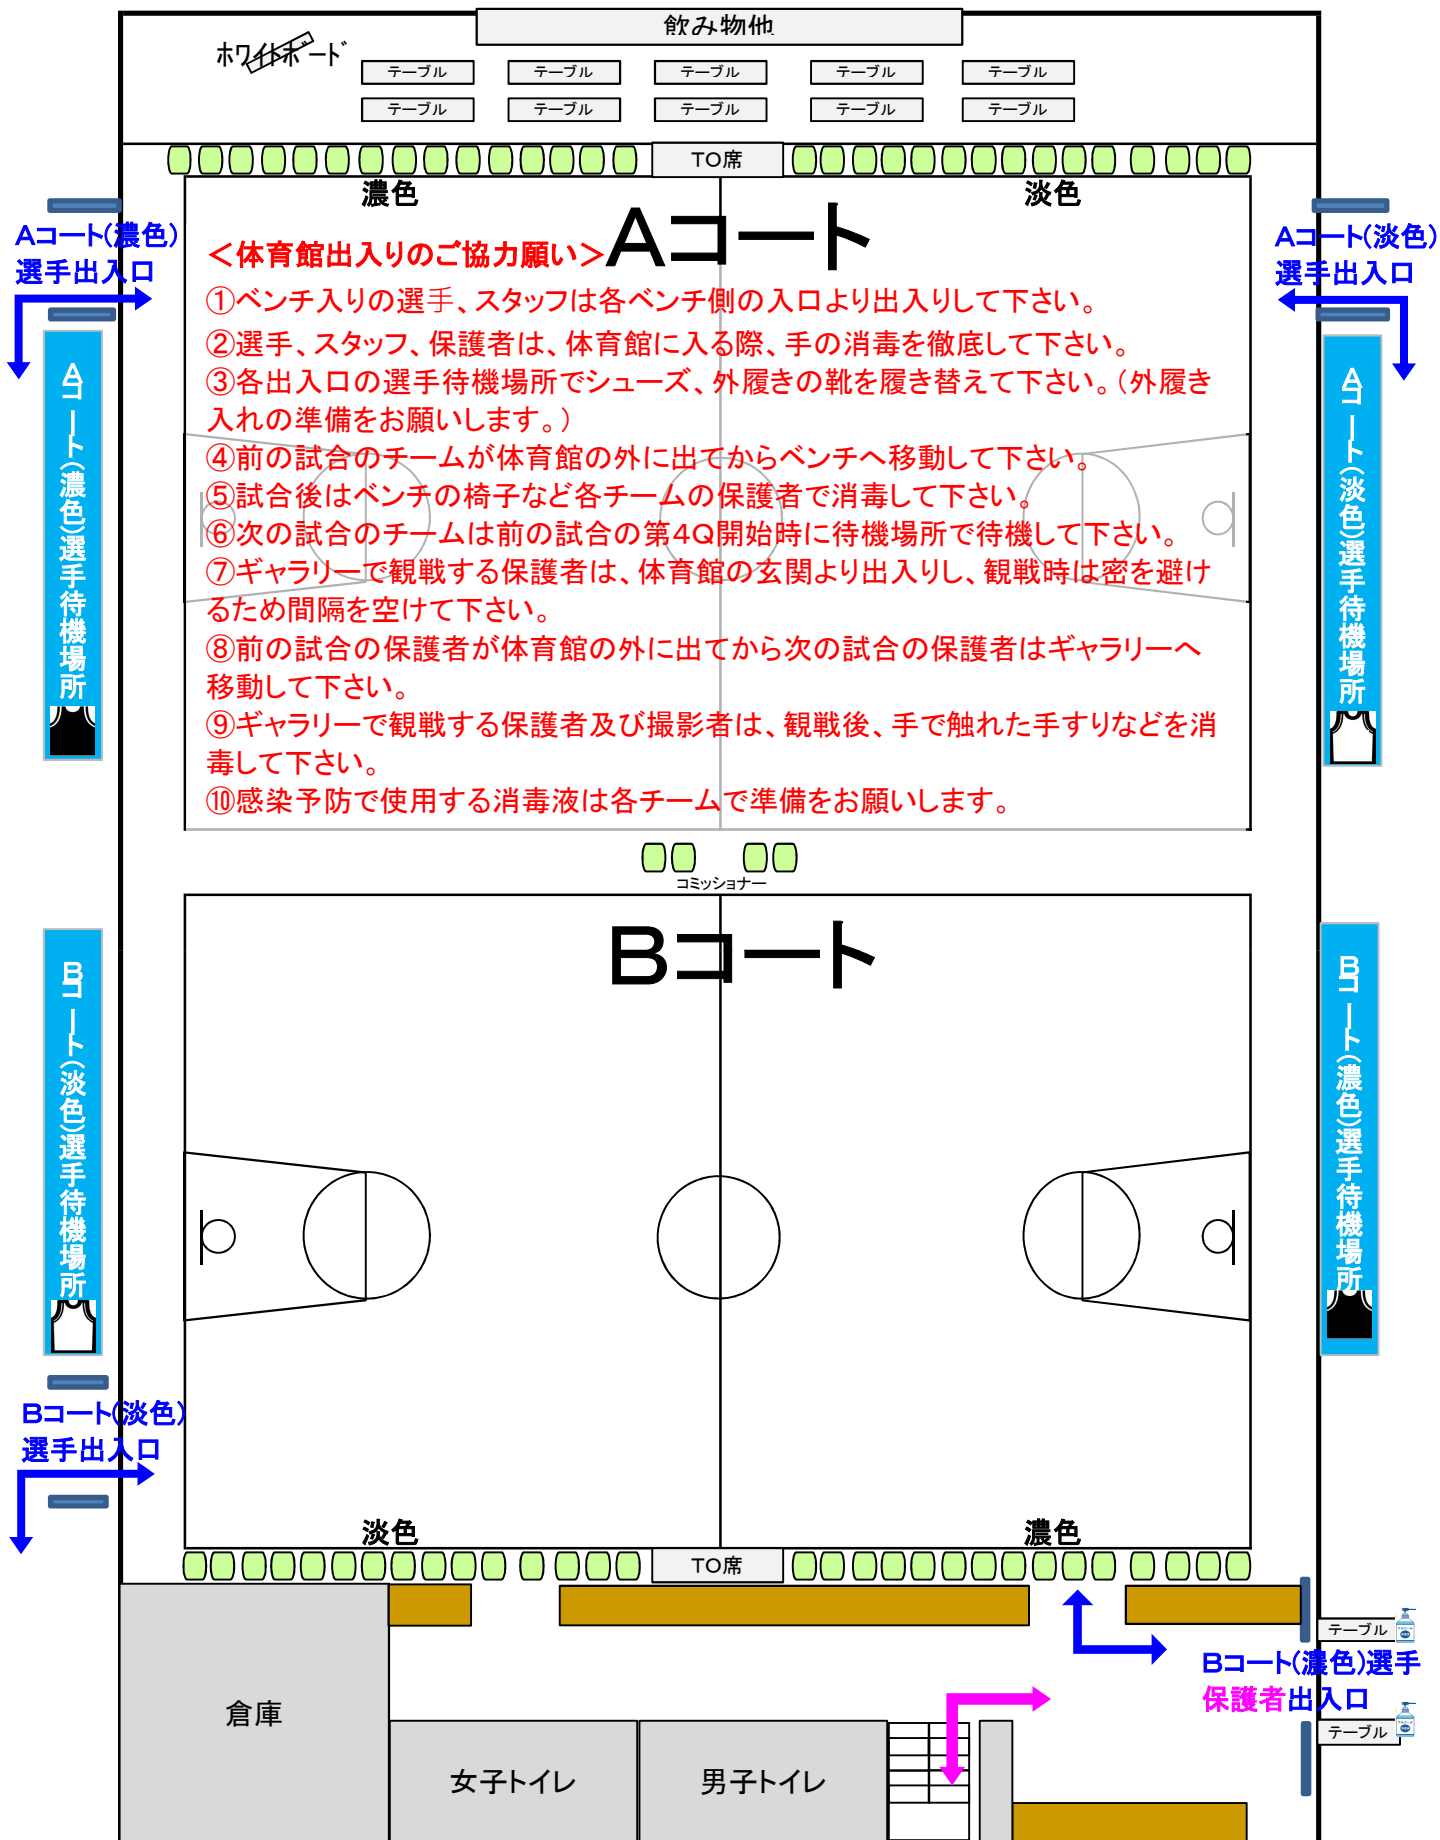 飲み物他
ホワイトボード
テーブル テーブル テーブル テーブル テーブル
テーブル テーブル テーブル テーブル テーブル
TO席
濃色
淡色
Aコート
Aコート(濃色)
選手出入口
Aコート(淡色)
選手出入口
＜体育館出入りのご協力願い＞
①ベンチ入りの選手、スタッフは各ベンチ側の入口より出入りして下さい。
②選手、スタッフ、保護者は、体育館に入る際、手の消毒を徹底して下さい。
③各出入口の選手待機場所でシューズ、外履きの靴を履き替えて下さい。（外履き
入れの準備をお願いします。）
④前の試合のチームが体育館の外に出てからベンチへ移動して下さい。
⑤試合後はベンチの椅子など各チームの保護者で消毒して下さい。
⑥次の試合のチームは前の試合の第4Q開始時に待機場所で待機して下さい。
⑦ギャラリーで観戦する保護者は、体育館の玄関より出入りし、観戦時は密を避け
るため間隔を空けて下さい。
⑧前の試合の保護者が体育館の外に出てから次の試合の保護者はギャラリーへ
移動して下さい。
⑨ギャラリーで観戦する保護者及び撮影者は、観戦後、手で触れた手すりなどを消
毒して下さい。
⑩感染予防で使用する消毒液は各チームで準備をお願いします。
Aコート(濃色)選手待機場所
Aコート(淡色)選手待機場所
コミッショナー
Bコート
Bコート(淡色)選手待機場所
Bコート(濃色)選手待機場所
Bコート(淡色)
選手出入口
淡色
濃色
TO席
テーブル
Bコート(濃色)選手
保護者出入口
テーブル
倉庫
女子トイレ
男子トイレ